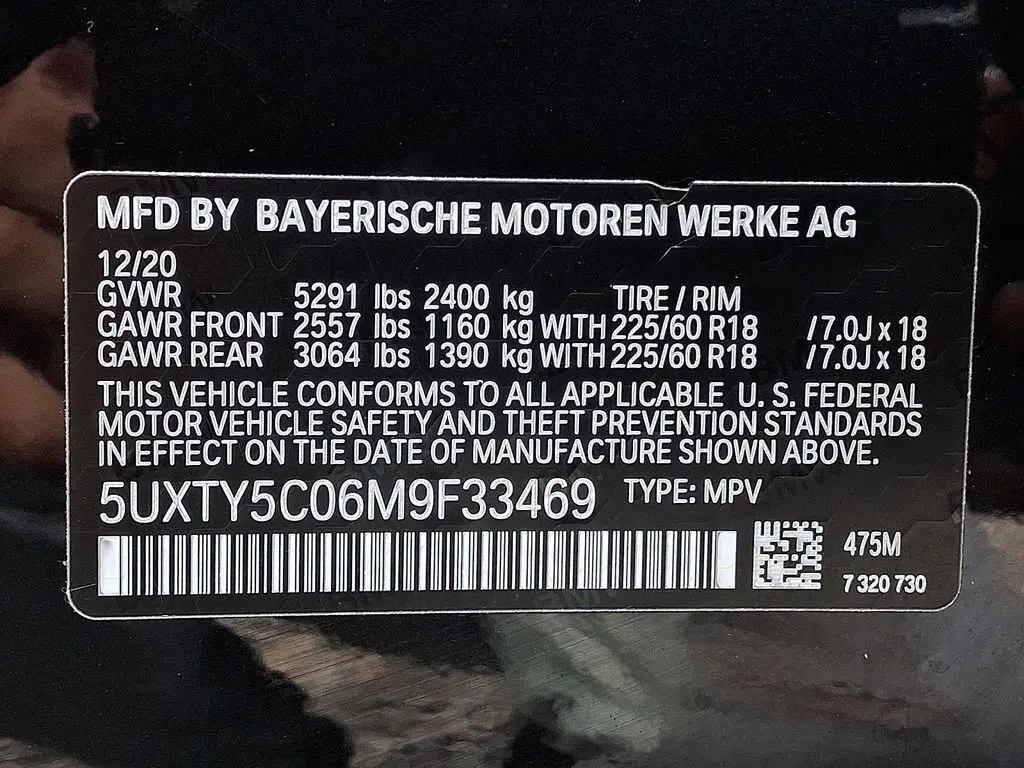 MFD BY BAYERISCHE MOTOREN WERKE AG
12/20
GVWR 5291 lbs 2400 kg TIRE / RIM
GAWR FRONT 2557 lbs 1160 kg WITH 225/60 R18 /7.0J x 18
GAWR REAR 3064 lbs 1390 kg WITH 225/60 R18 /7.0J x 18
THIS VEHICLE CONFORMS TO ALL APPLICABLE U. S. FEDERAL
MOTOR VEHICLE SAFETY AND THEFT PREVENTION STANDARDS
IN EFFECT ON THE DATE OF MANUFACTURE SHOWN ABOVE.
5UXTY5C06M9F33469 TYPE: MPV
475M
7 320 730